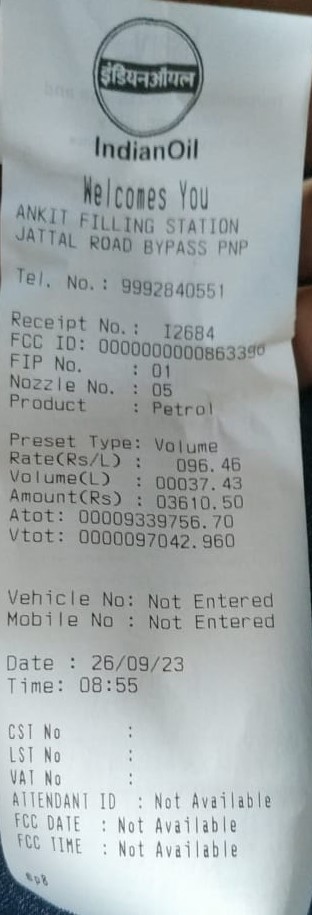 इंडियनऑयल
IndianOil
Welcomes You
ANKIT FILLING STATION
JATTAL ROAD BYPASS PNP
Tel. No.: 9992840551
Receipt No.: I2684
FCC ID: 0000000000863390
FIP No. : 01
Nozzle No. : 05
Product : Petrol
Preset Type: Volume
Rate(Rs/L) : 096.46
Volume(L) : 00037.43
Amount(Rs) : 03610.50
Atot: 00009339756.70
Vtot: 0000097042.960
Vehicle No: Not Entered
Mobile No : Not Entered
Date : 26/09/23
Time: 08:55
CST No :
LST No :
VAT No :
ATTENDANT ID : Not Available
FCC DATE : Not Available
FCC TIME : Not Available